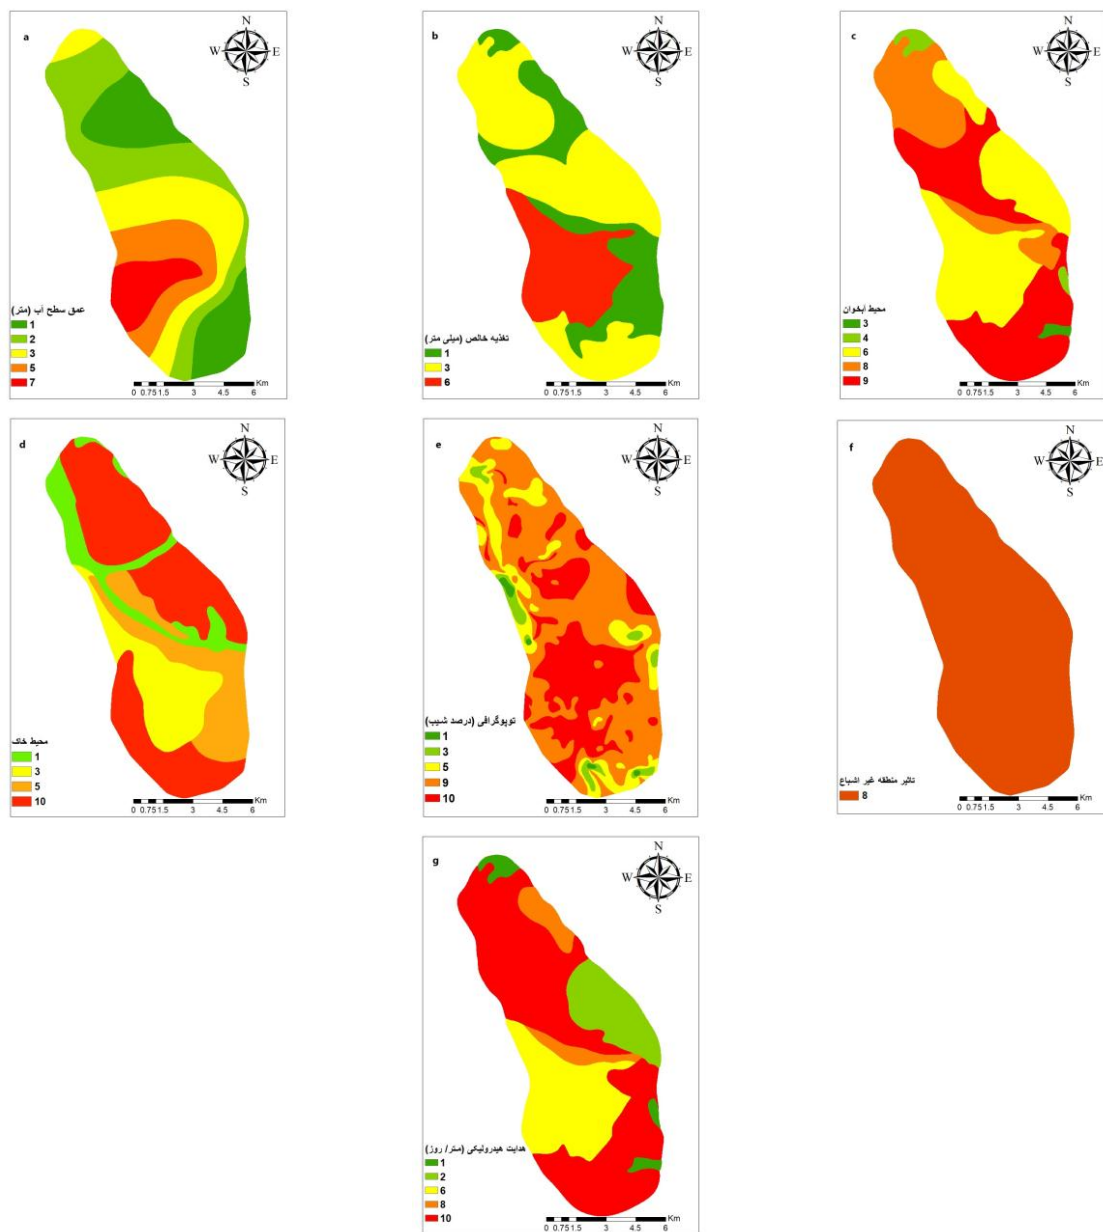 a
N
W E
S
عمق سطح آب (متر)
1
2
3
5
7
Km
0 0.75 1.5 3 4.5 6
b
N
W E
S
تغذیه خالص (میلی متر)
1
3
6
Km
0 0.75 1.5 3 4.5 6
c
N
W E
S
محیط آبخوان
3
4
6
8
9
Km
0 0.75 1.5 3 4.5 6
d
N
W E
S
محیط خاک
1
3
5
10
Km
0 0.75 1.5 3 4.5 6
e
N
W E
S
توپوگرافی (درصد شیب)
1
3
5
9
10
Km
0 0.75 1.5 3 4.5 6
f
N
W E
S
تاثیر منطقه غیر اشباع
8
Km
0 0.75 1.5 3 4.5 6
g
N
W E
S
هدایت هیدرولیکی (متر/ روز)
1
2
6
8
10
Km
0 0.75 1.5 3 4.5 6